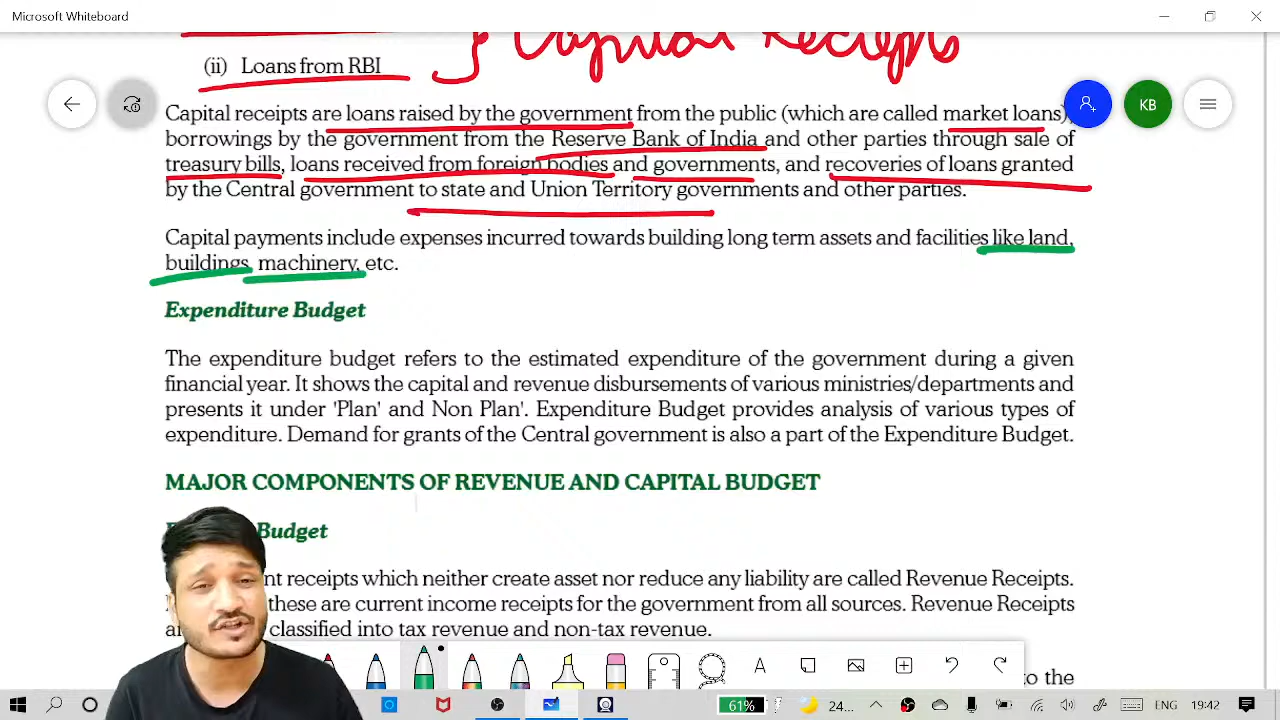 Microsoft Whiteboard
Capital Receipts
(ii) Loans from RBI
KB
Capital receipts are loans raised by the government from the public (which are called market loans),
borrowings by the government from the Reserve Bank of India and other parties through sale of
treasury bills, loans received from foreign bodies and governments, and recoveries of loans granted
by the Central government to state and Union Territory governments and other parties.
Capital payments include expenses incurred towards building long term assets and facilities like land,
buildings, machinery, etc.
Expenditure Budget
The expenditure budget refers to the estimated expenditure of the government during a given
financial year. It shows the capital and revenue disbursements of various ministries/departments and
presents it under 'Plan' and Non Plan'. Expenditure Budget provides analysis of various types of
expenditure. Demand for grants of the Central government is also a part of the Expenditure Budget.
MAJOR COMPONENTS OF REVENUE AND CAPITAL BUDGET
Budget
receipts which neither create asset nor reduce any liability are called Revenue Receipts.
these are current income receipts for the government from all sources. Revenue Receipts
classified into tax revenue and non-tax revenue.
to the
61%
24...
ENG
19:42